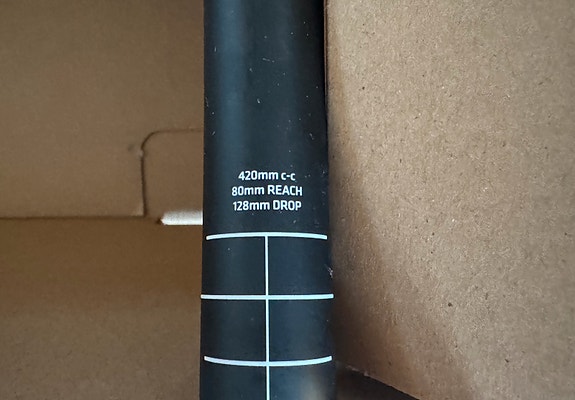 420mm c-c
80mm REACH
128mm DROP